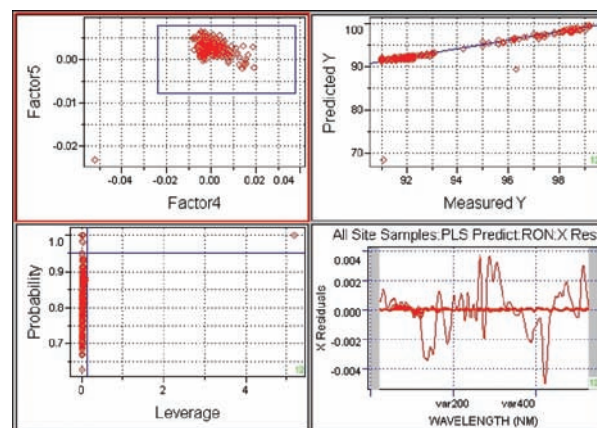 0.00
-0.01
-0.02
Factor5
-0.04
-0.02
0.00
0.02
0.04
Factor4
100
90
80
70
Predicted Y
92
94
96
98
Measured Y
1.0
0.9
0.8
0.7
Probability
0
2
4
Leverage
All Site Samples:PLS Predict:RON:X Res
0.004
0.002
0.000
-0.002
-0.004
X Residuals
var200
var400
WAVELENGTH (NM)